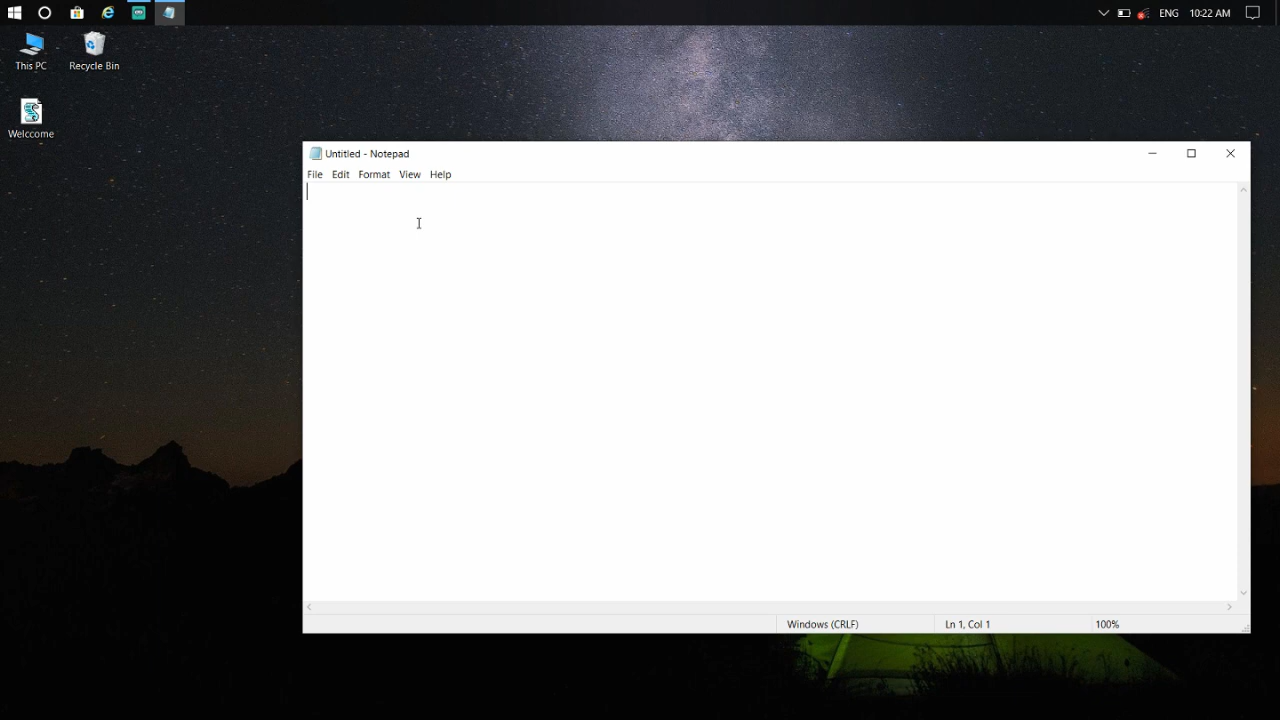 ENG 10:22 AM
This PC
Recycle Bin
Welccome
Untitled - Notepad
File Edit Format View Help
Windows (CRLF) Ln 1, Col 1 100%